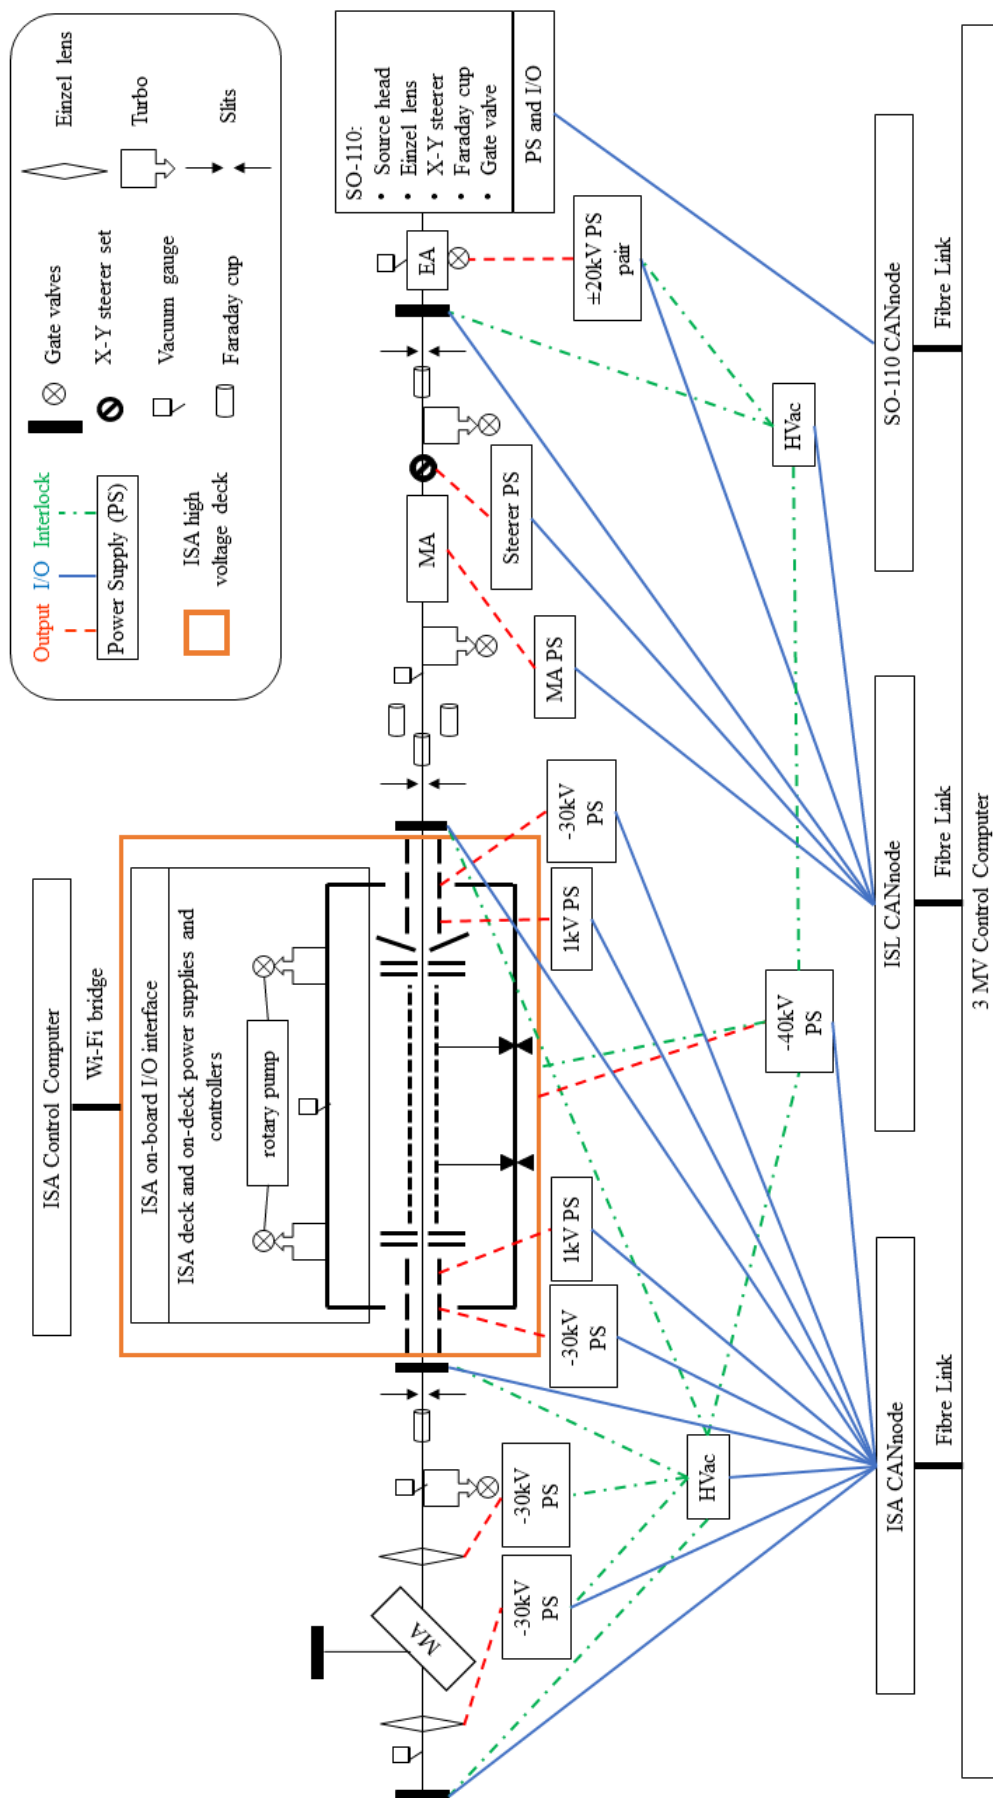 ISA Control Computer
Wi-Fi bridge
ISA on-board I/O interface
ISA deck and on-deck power supplies and
controllers
rotary pump
Output I/O Interlock
Power Supply (PS)
ISA high
voltage deck
Gate valves
X-Y steerer set
Vacuum gauge
Faraday cup
Einzel lens
Turbo
Slits
MA
MA
EA
SO-110:
• Source head
• Einzel lens
• X-Y steerer
• Faraday cup
• Gate valve
PS and I/O
-30kV
PS
-30kV
PS
-30kV
PS
1kV PS
1kV PS
-30kV
PS
MA PS
Steerer PS
±20kV PS
pair
HVac
-40kV
PS
HVac
ISA CANnode
ISL CANnode
SO-110 CANnode
Fibre Link
Fibre Link
Fibre Link
3 MV Control Computer